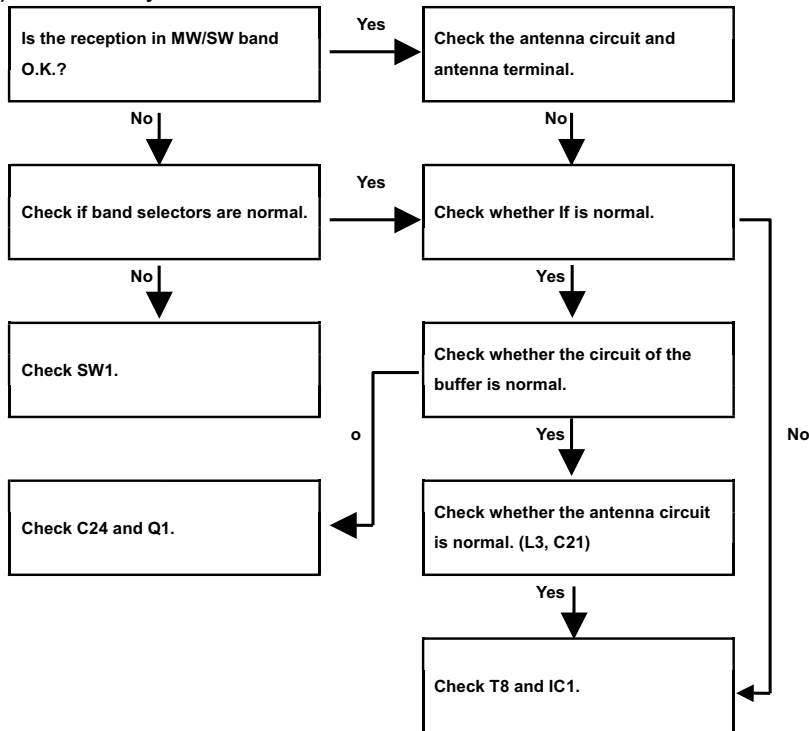 Is the reception in MW/SW band
O.K.?
Yes
Check the antenna circuit and
antenna terminal.
No
No
Check if band selectors are normal.
Yes
Check whether If is normal.
No
Yes
Check SW1.
Check whether the circuit of the
buffer is normal.
o
Yes
No
Check C24 and Q1.
Check whether the antenna circuit
is normal. (L3, C21)
Yes
Check T8 and IC1.